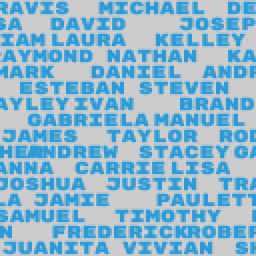 RAVIS MICHAEL DE
SA DAVID JOSEP
IAM LAURA KELLEY
RAYMOND NATHAN KA
MARK DANIEL ANDR
ESTEBAN STEVEN
AYLEY IVAN BRAND
GABRIELA MANUEL
JAMES TAYLOR ROD
ANDREW STACEY GA
ANNA CARRIE LISA
JOSHUA JUSTIN TRA
LA JAMIE PAULETT
SAMUEL TIMOTHY
N FREDERICK ROBER
JUANITA VIVIAN SH